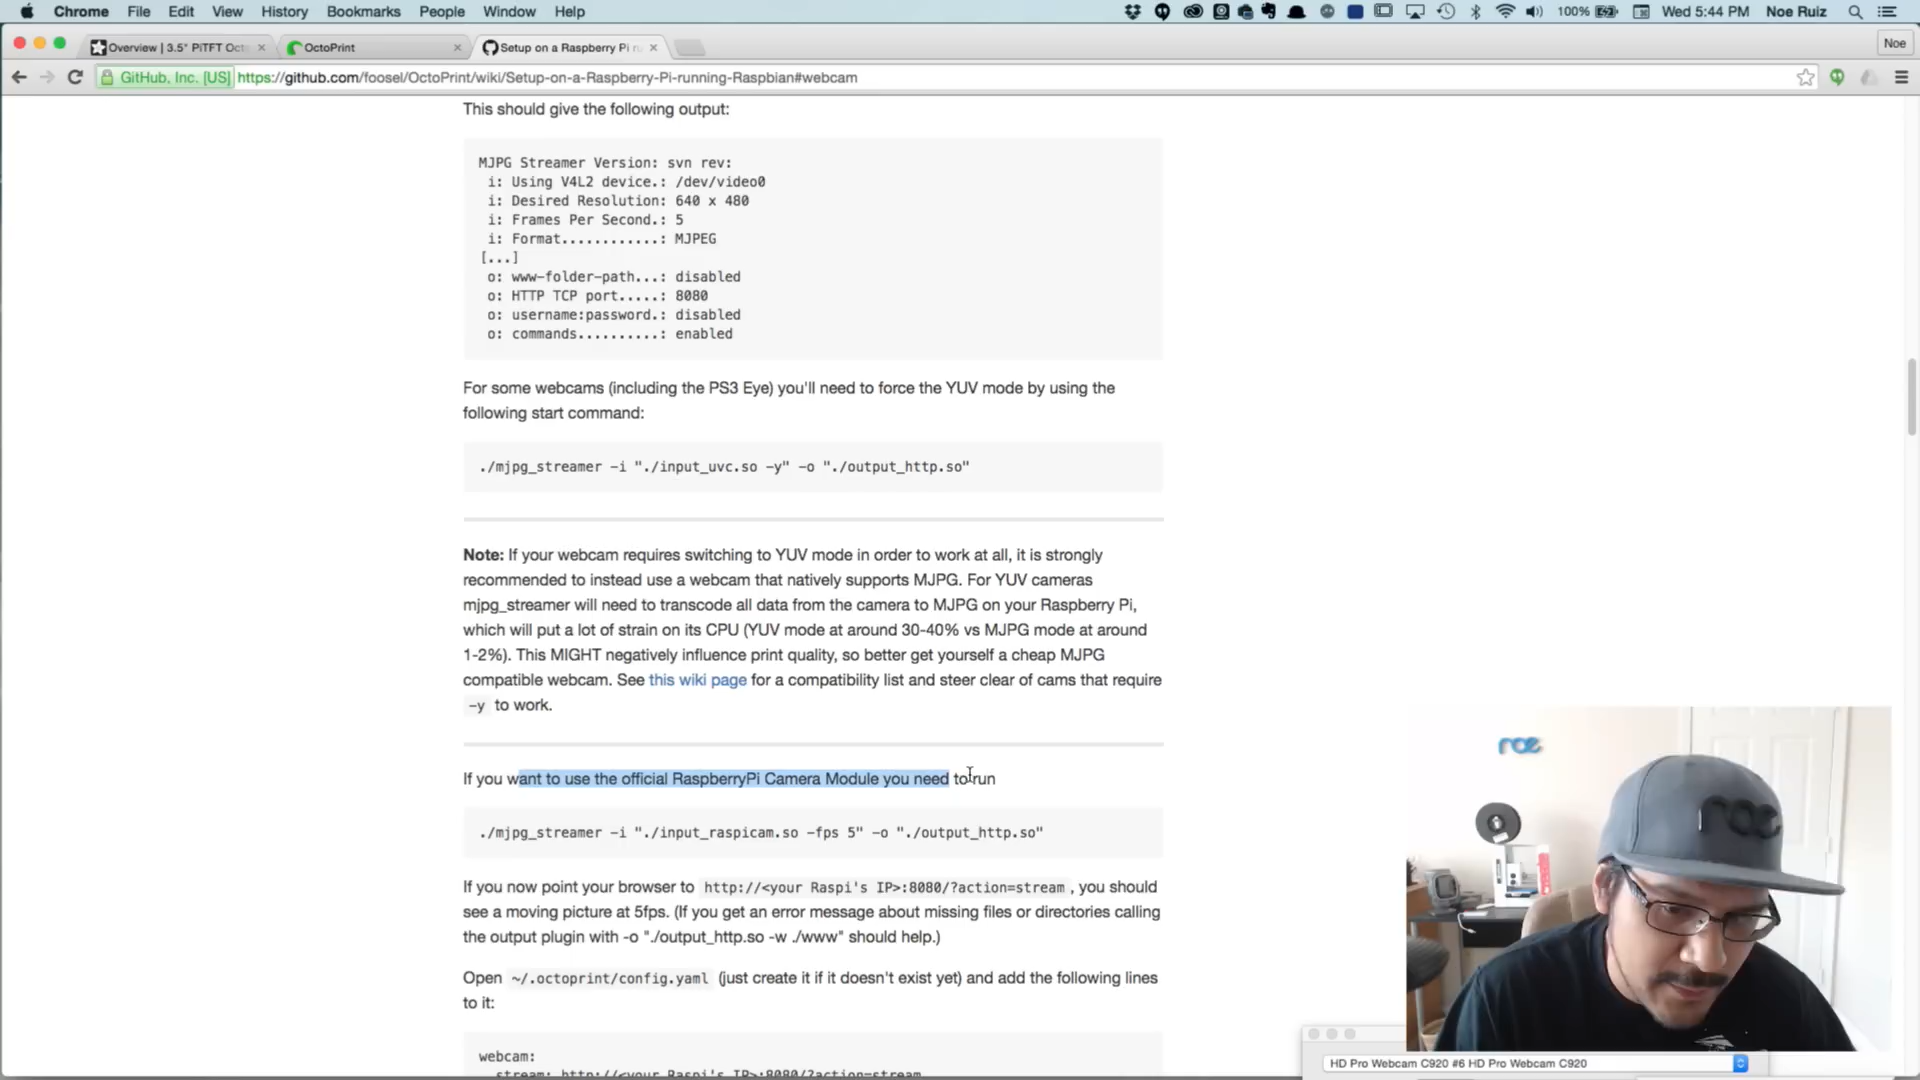 Chrome File Edit View History Bookmarks People Window Help 100% Wed 5:44 PM Noe Ruiz
Overview | 3.5" PiTFT Oct
OctoPrint
Setup on a Raspberry Pi ru
Noe
GitHub, Inc. [US] https://github.com/foosel/OctoPrint/wiki/Setup-on-a-Raspberry-Pi-running-Raspbian#webcam
This should give the following output:
MJPG Streamer Version: svn rev:
i: Using V4L2 device.: /dev/video0
i: Desired Resolution: 640 x 480
i: Frames Per Second.: 5
i: Format............: MJPEG
[...]
o: www-folder-path...: disabled
o: HTTP TCP port.....: 8080
o: username:password.: disabled
o: commands..........: enabled
For some webcams (including the PS3 Eye) you'll need to force the YUV mode by using the
following start command:
./mjpg_streamer -i "./input_uvc.so -y" -o "./output_http.so"
Note: If your webcam requires switching to YUV mode in order to work at all, it is strongly
recommended to instead use a webcam that natively supports MJPG. For YUV cameras
mjpg_streamer will need to transcode all data from the camera to MJPG on your Raspberry Pi,
which will put a lot of strain on its CPU (YUV mode at around 30-40% vs MJPG mode at around
1-2%). This MIGHT negatively influence print quality, so better get yourself a cheap MJPG
compatible webcam. See this wiki page for a compatibility list and steer clear of cams that require
-y to work.
If you want to use the official RaspberryPi Camera Module you need to run
./mjpg_streamer -i "./input_raspicam.so -fps 5" -o "./output_http.so"
If you now point your browser to http://<your Raspi's IP>:8080/?action=stream , you should
see a moving picture at 5fps. (If you get an error message about missing files or directories calling
the output plugin with -o "./output_http.so -w ./www" should help.)
Open ~/.octoprint/config.yaml (just create it if it doesn't exist yet) and add the following lines
to it:
webcam:
stream: http://<your Raspi's IP>:8080/?action=stream
noe
noe
HD Pro Webcam C920 #6 HD Pro Webcam C920